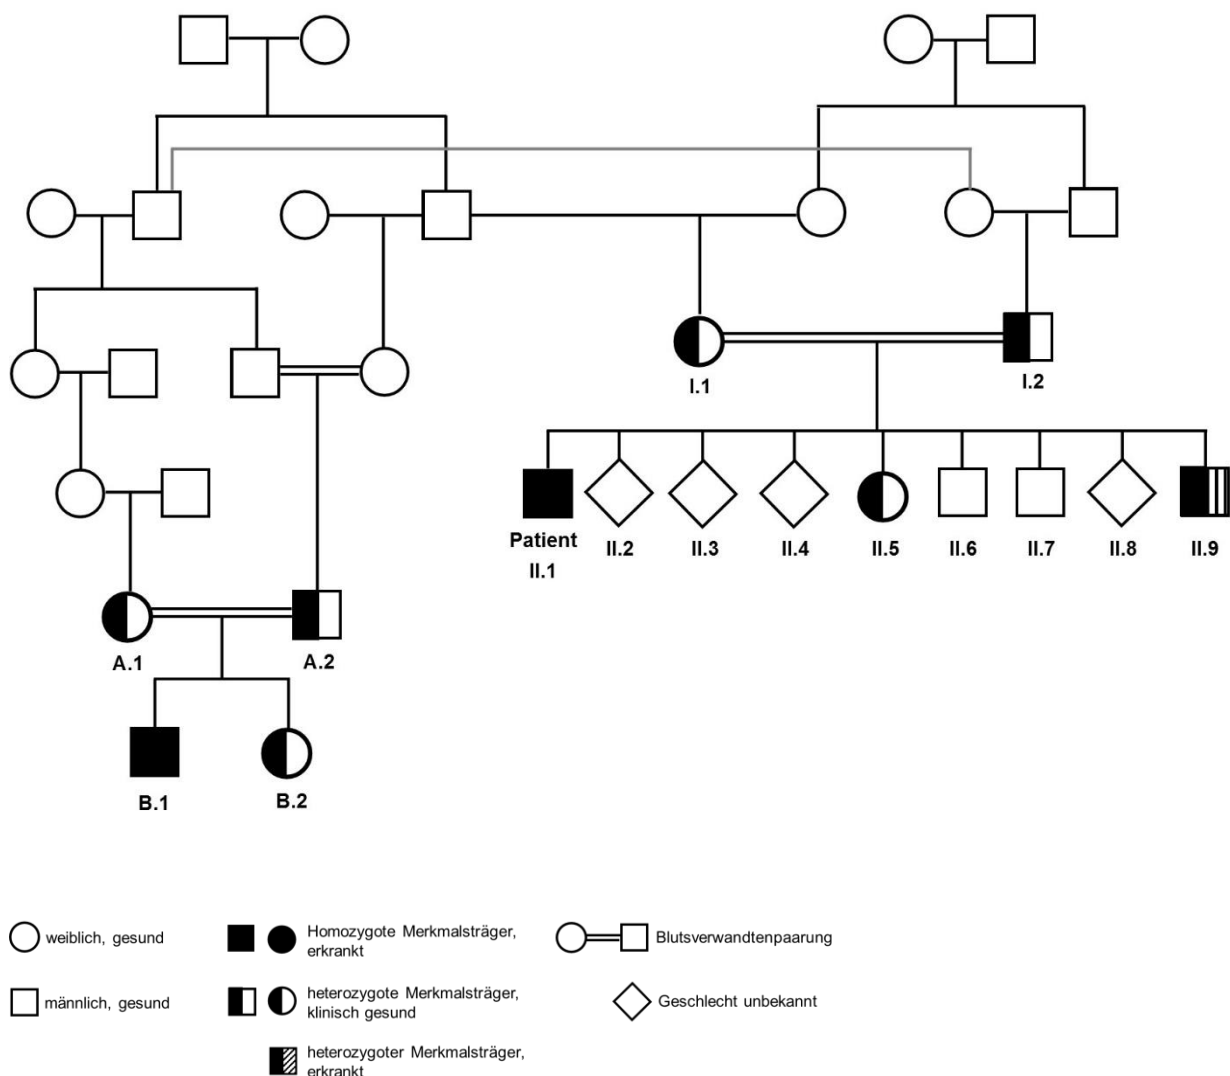 I.1
I.2
Patient
II.1
II.2
II.3
II.4
II.5
II.6
II.7
II.8
II.9
A.1
A.2
B.1
B.2
weiblich, gesund
Homozygote Merkmalsträger,
erkrankt
Blutsverwandtenpaarung
männlich, gesund
heterozygote Merkmalsträger,
klinisch gesund
Geschlecht unbekannt
heterozygoter Merkmalsträger,
erkrankt